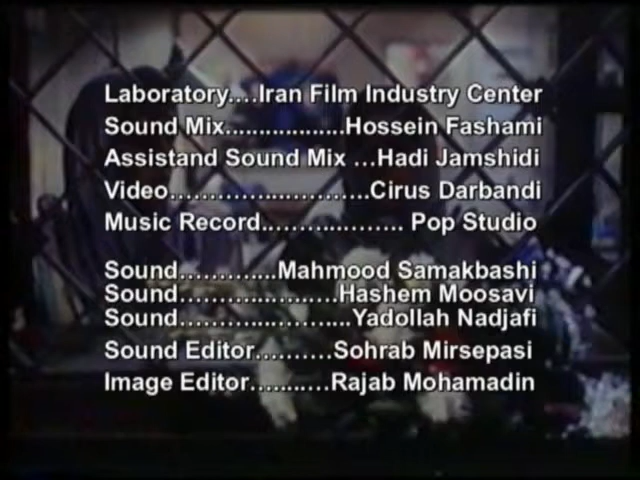 Laboratory....Iran Film Industry Center
Sound Mix..................Hossein Fashami
Assistand Sound Mix ...Hadi Jamshidi
Video..............................Cirus Darbandi
Music Record..................... Pop Studio
Sound...............Mahmood Samakbashi
Sound........................Hashem Moosavi
Sound..........................Yadollah Nadjafi
Sound Editor............Sohrab Mirsepasi
Image Editor............Rajab Mohamadin